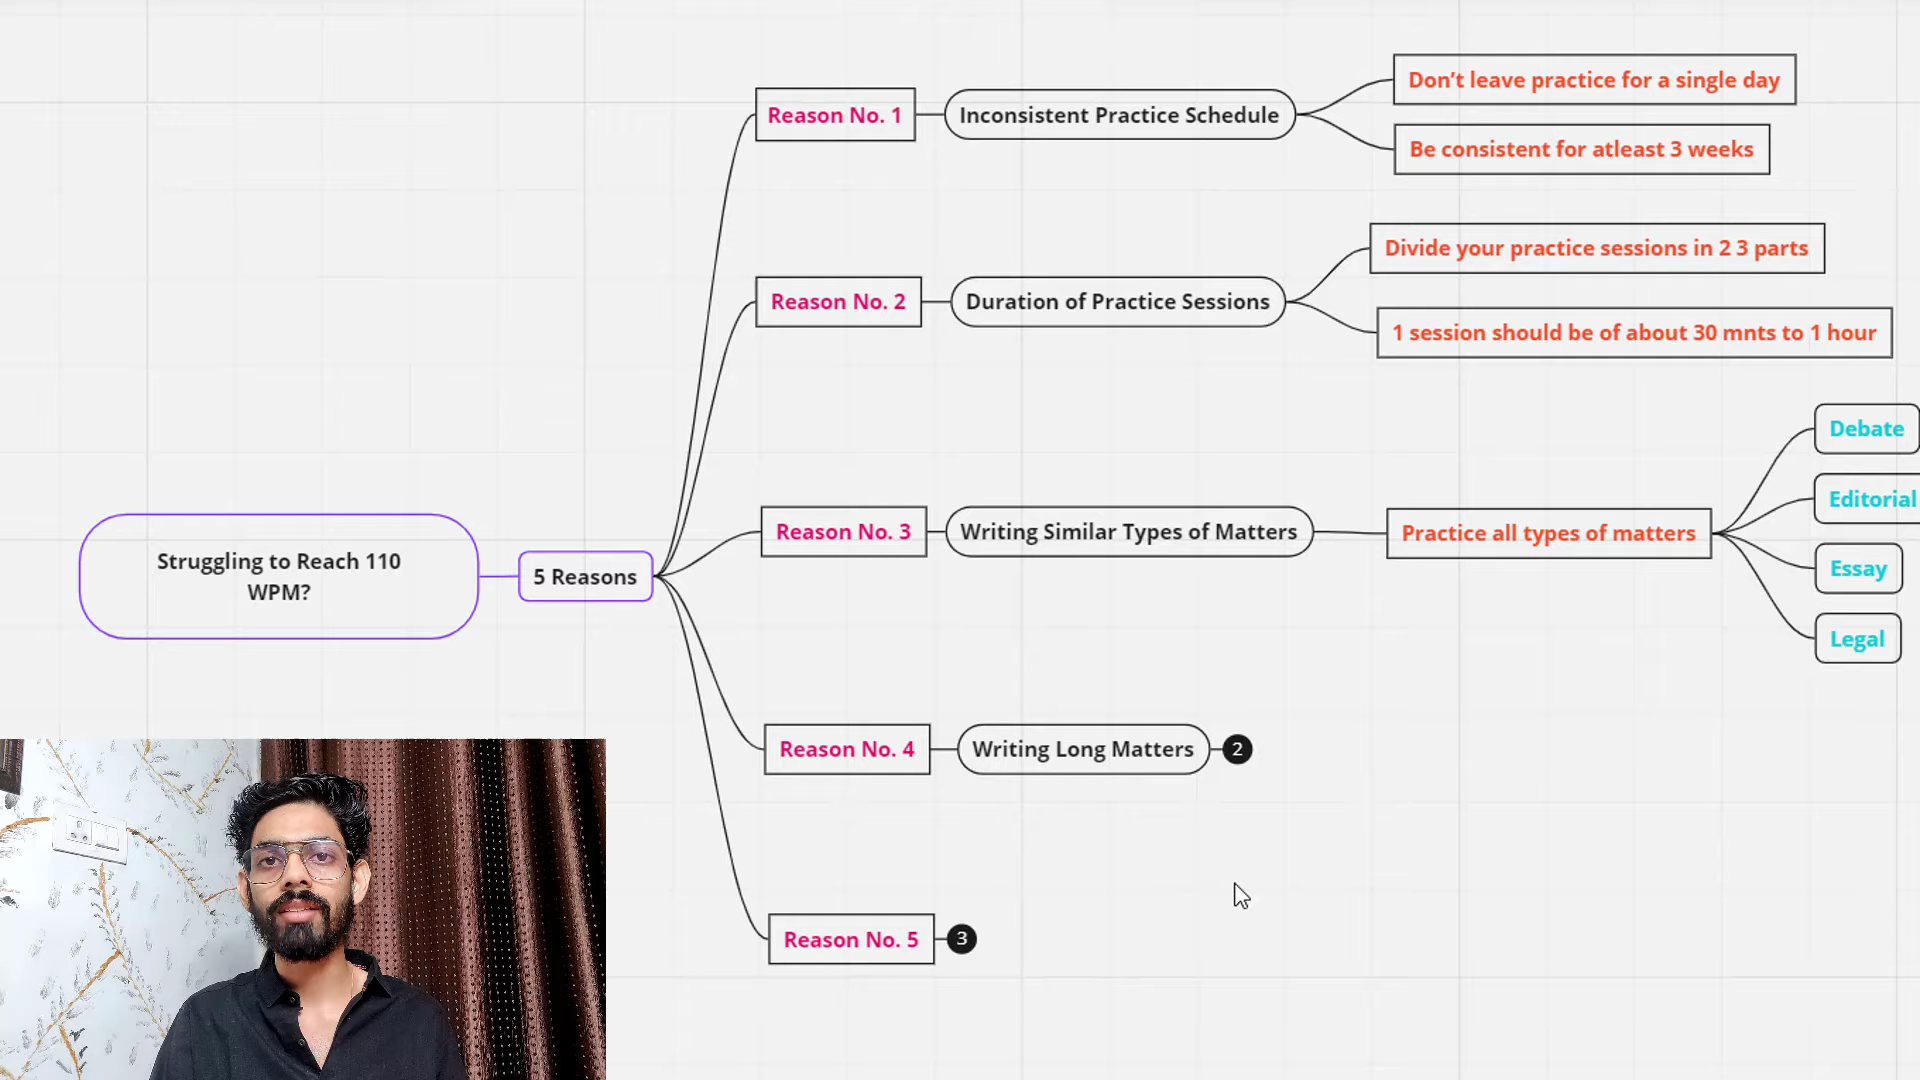 Struggling to Reach 110
WPM?
5 Reasons
Reason No. 1
Inconsistent Practice Schedule
Don’t leave practice for a single day
Be consistent for atleast 3 weeks
Reason No. 2
Duration of Practice Sessions
Divide your practice sessions in 2 3 parts
1 session should be of about 30 mnts to 1 hour
Reason No. 3
Writing Similar Types of Matters
Practice all types of matters
Debate
Editorial
Essay
Legal
Reason No. 4
Writing Long Matters
2
Reason No. 5
3